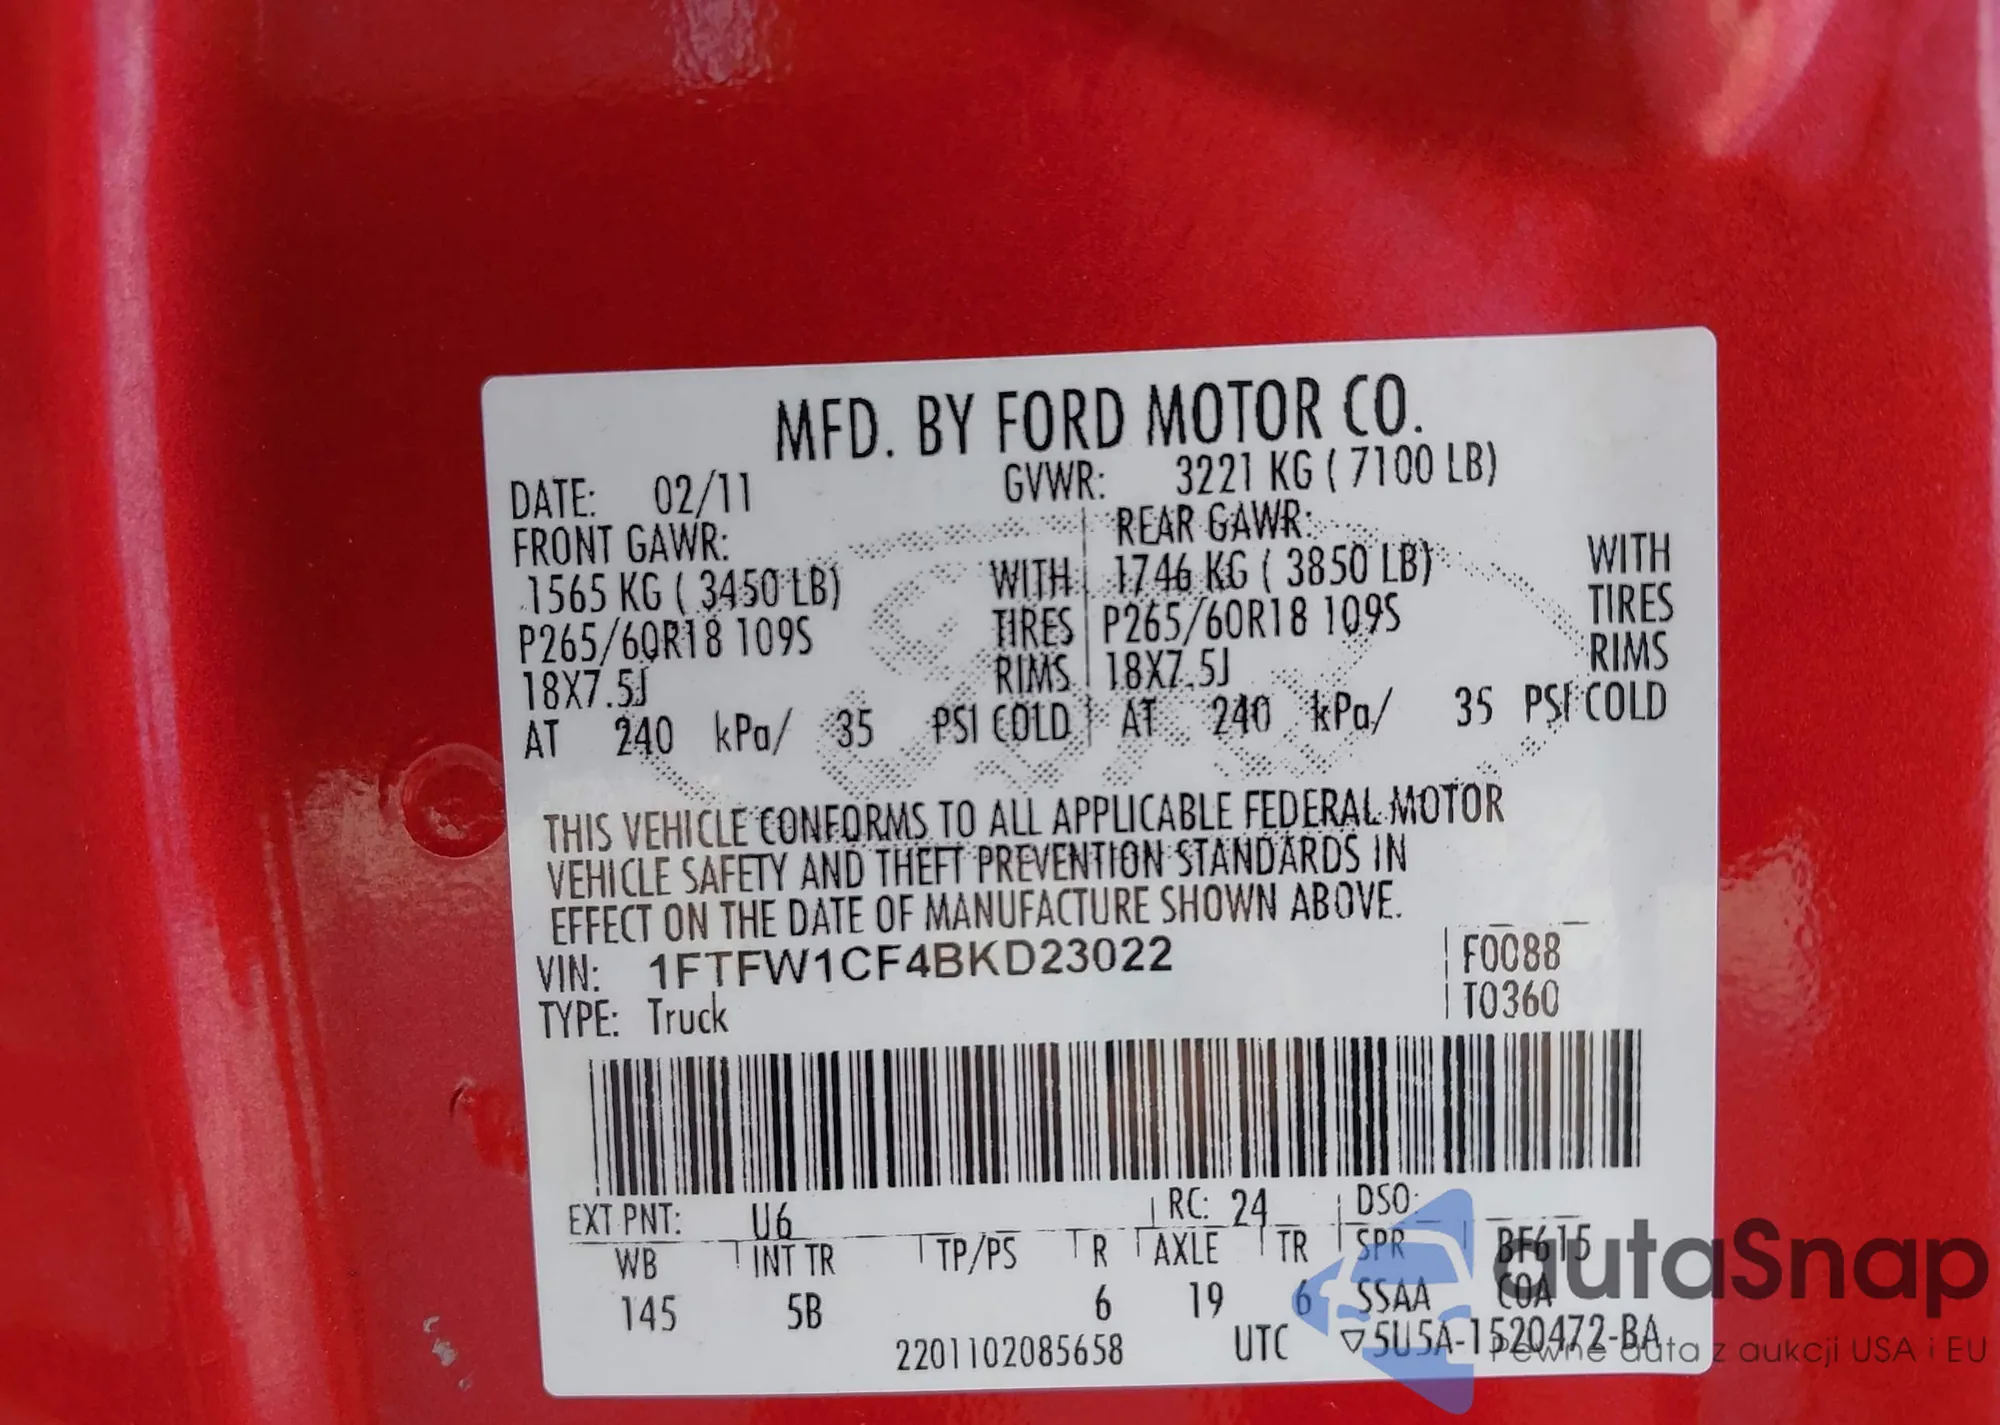 MFD. BY FORD MOTOR CO.
DATE: 02/11 GVWR: 3221 KG ( 7100 LB)
FRONT GAWR: REAR GAWR:
1565 KG ( 3450 LB) WITH 1746 KG ( 3850 LB) WITH
P265/60R18 109S TIRES P265/60R18 109S TIRES
18X7.5J RIMS 18X7.5J RIMS
AT 240 kPa/ 35 PSI COLD AT 240 kPa/ 35 PSI COLD
THIS VEHICLE CONFORMS TO ALL APPLICABLE FEDERAL MOTOR
VEHICLE SAFETY AND THEFT PREVENTION STANDARDS IN
EFFECT ON THE DATE OF MANUFACTURE SHOWN ABOVE.
VIN: 1FTFW1CF4BKD23022 F0088
TYPE: Truck T0360
EXT PNT: U6 RC: 24 DSO:
WB INT TR TP/PS R AXLE TR SPR BF615
145 5B 6 19 6 SSAA C0A
2201102085658 UTC ▽5U5A-1520472-BA
autaSnap
Pewne auta z aukcji USA i EU